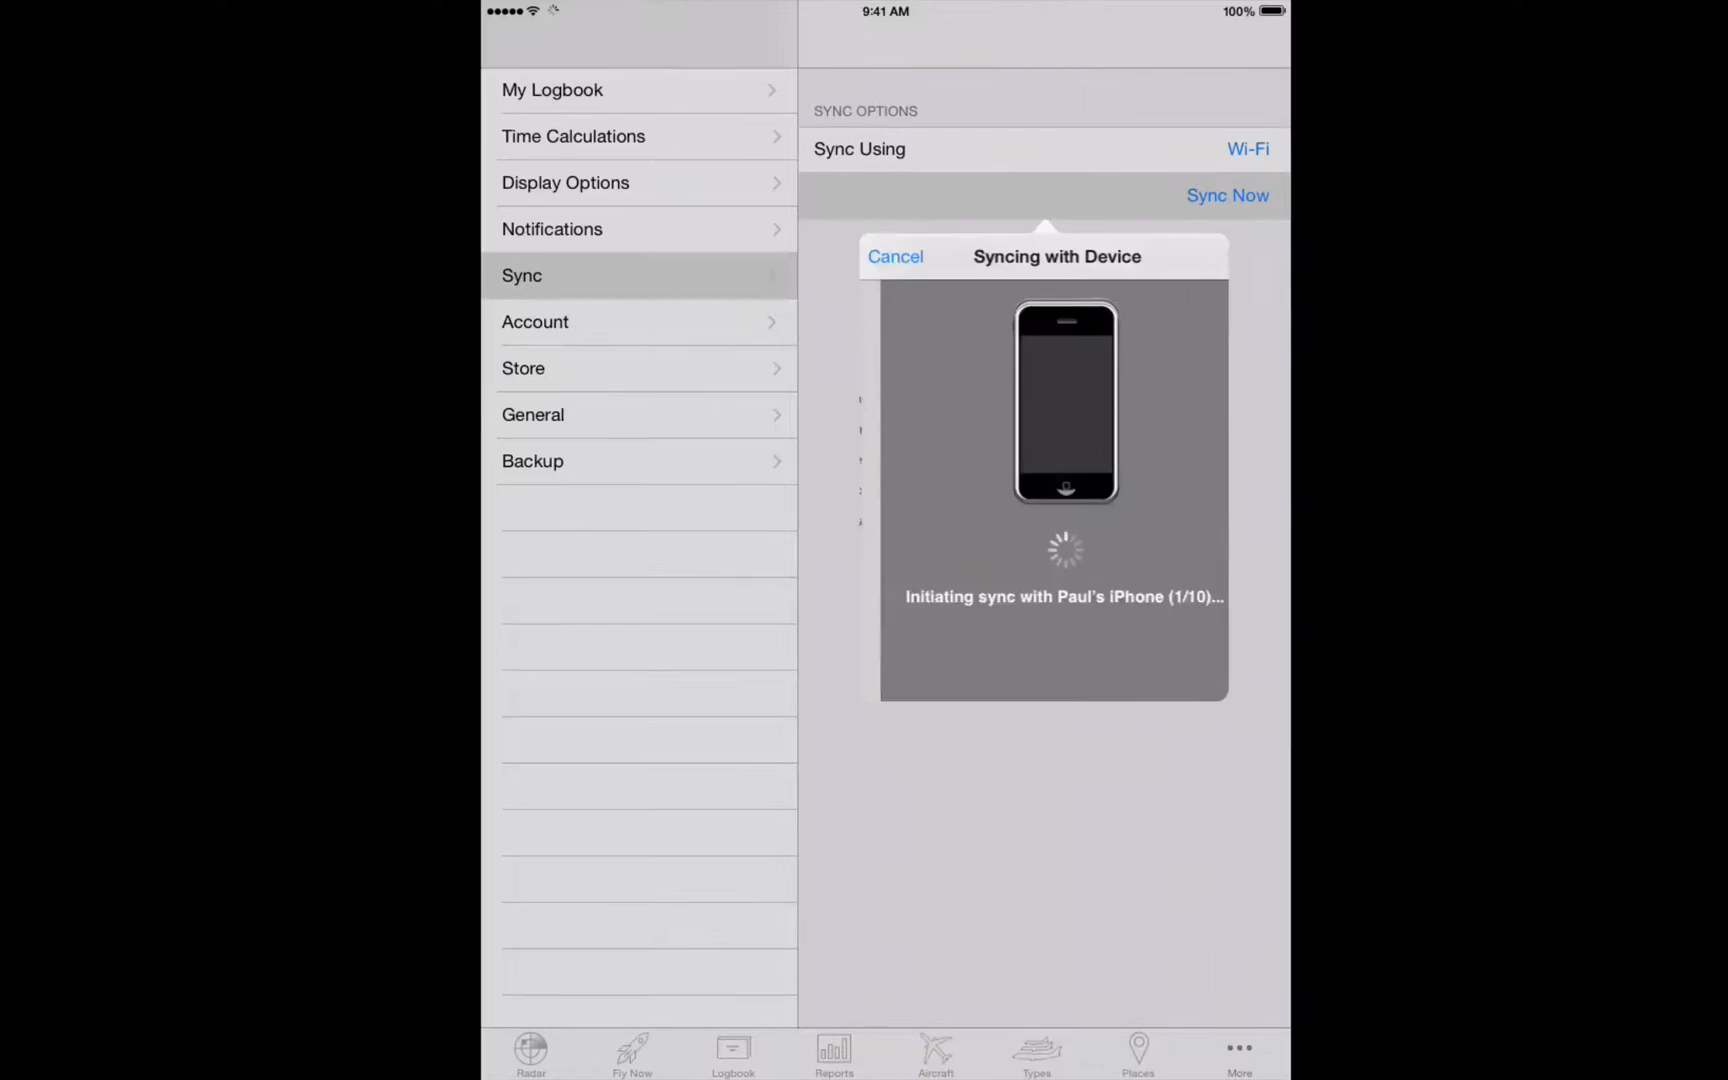 9:41 AM
100%
My Logbook
Time Calculations
Display Options
Notifications
Sync
Account
Store
General
Backup
SYNC OPTIONS
Sync Using
Wi-Fi
Sync Now
Cancel
Syncing with Device
Initiating sync with Paul's iPhone (1/10)...
Radar
Fly Now
Logbook
Reports
Aircraft
Types
Places
More